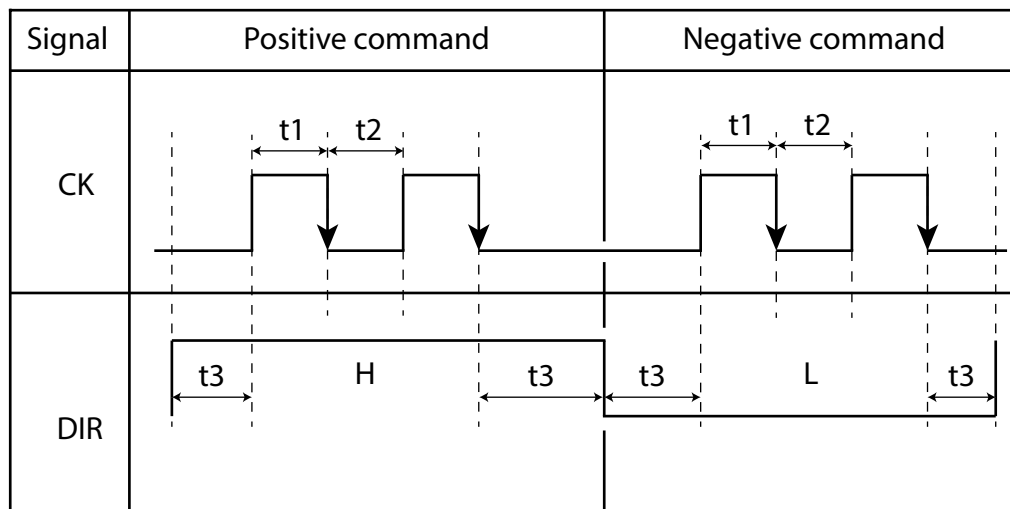 Signal Positive command Negative command
t1 t2 t1 t2
CK
t3 H t3 t3 L t3
DIR